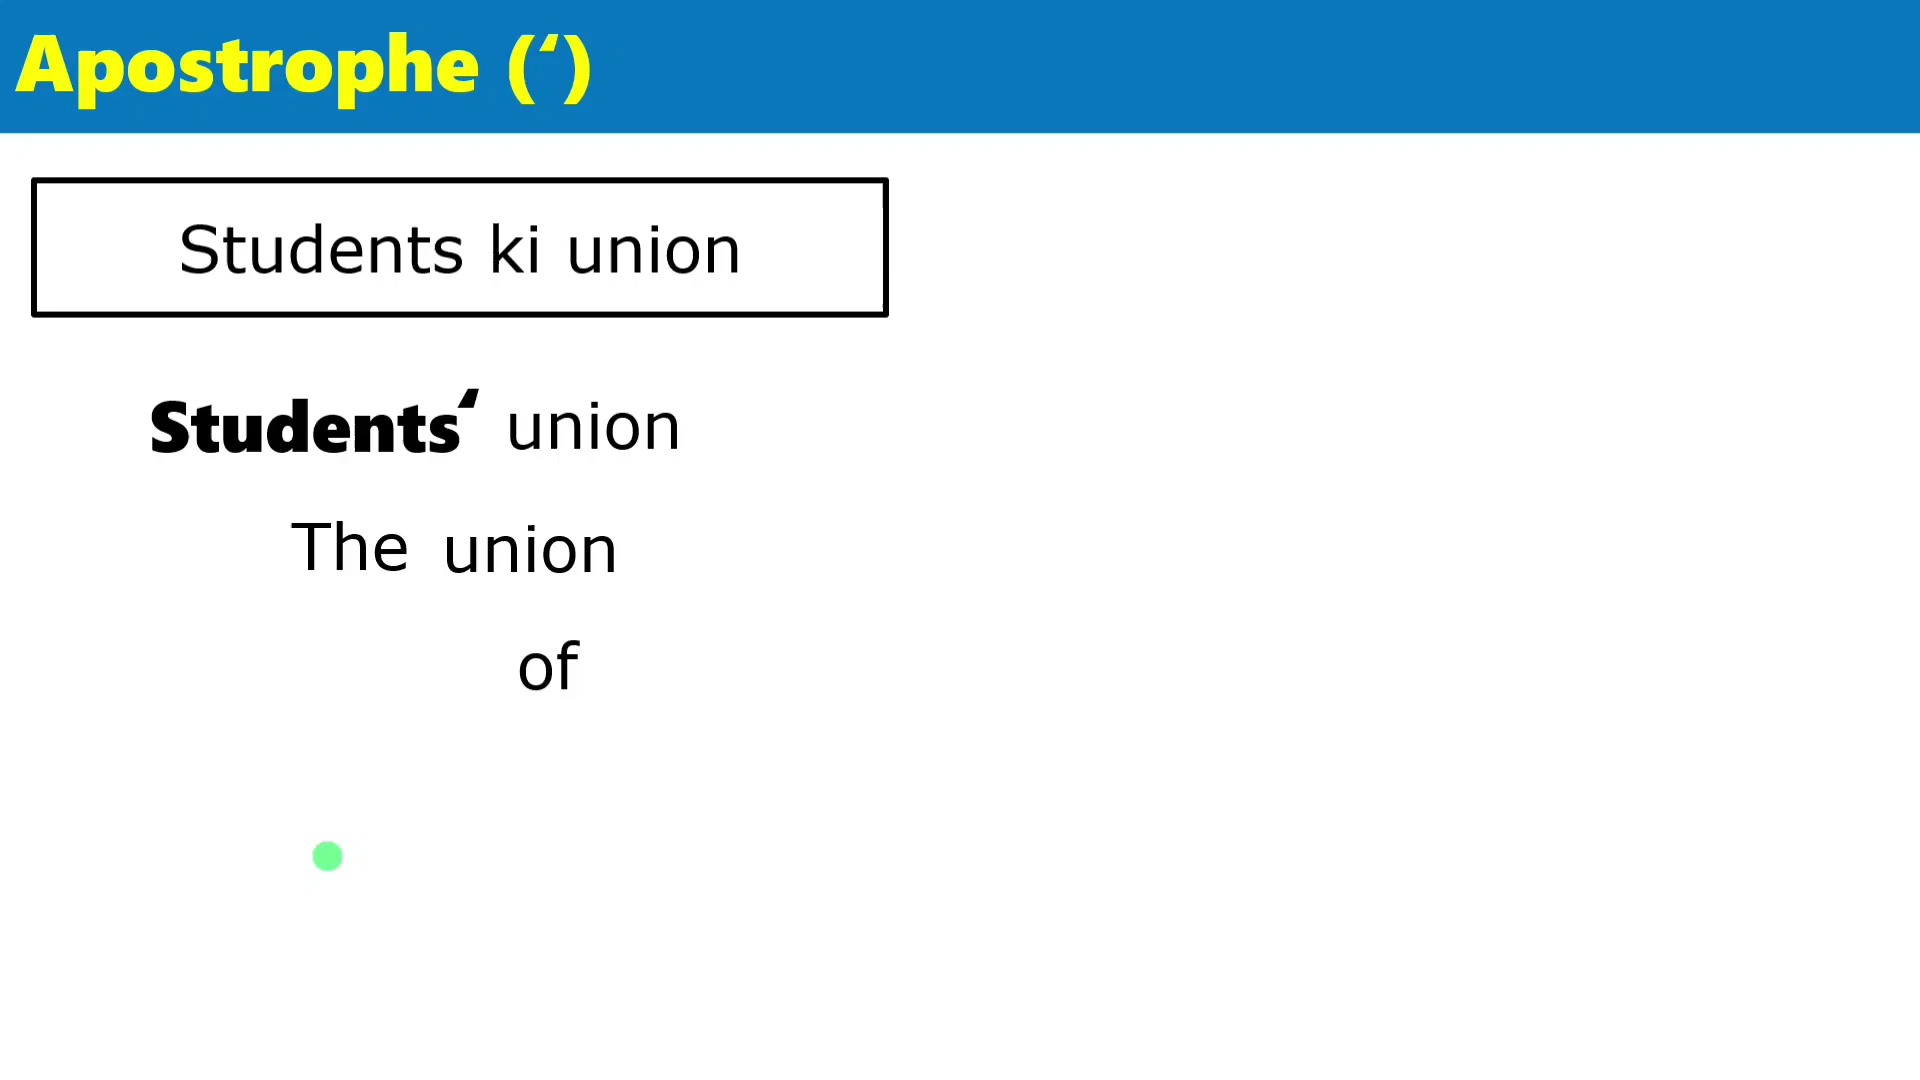 Apostrophe (‘)
Students ki union
Students‘ union
The union
of